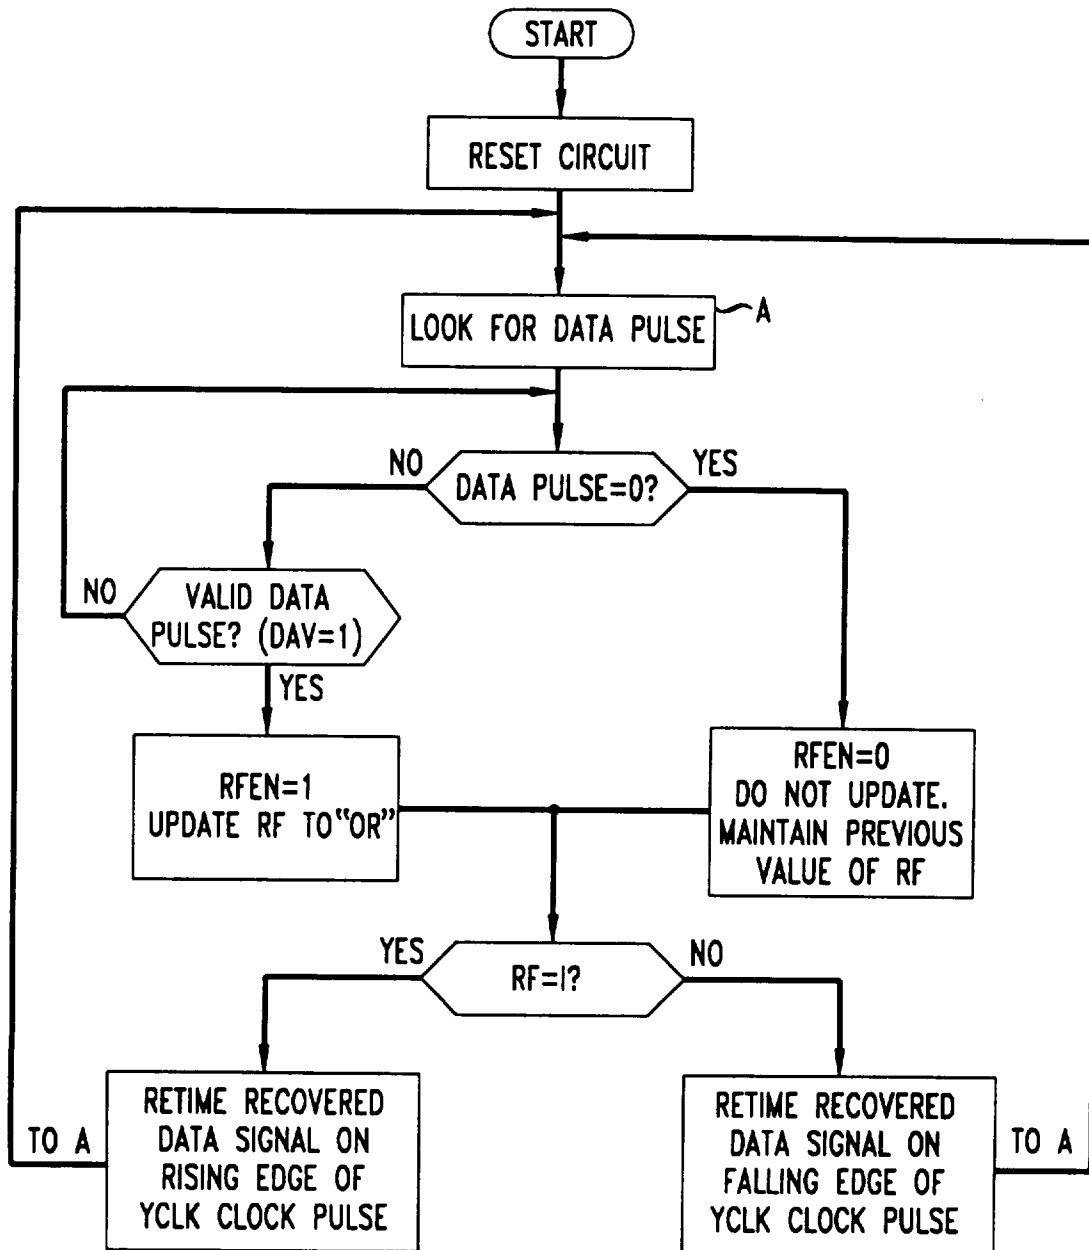 START
RESET CIRCUIT
LOOK FOR DATA PULSE
A
NO
DATA PULSE=0?
YES
NO
VALID DATA
PULSE? (DAV=1)
YES
RFEN=1
UPDATE RF TO "OR"
RFEN=0
DO NOT UPDATE.
MAINTAIN PREVIOUS
VALUE OF RF
YES
RF=1?
NO
TO A
RETIME RECOVERED
DATA SIGNAL ON
RISING EDGE OF
YCLK CLOCK PULSE
RETIME RECOVERED
DATA SIGNAL ON
FALLING EDGE OF
YCLK CLOCK PULSE
TO A